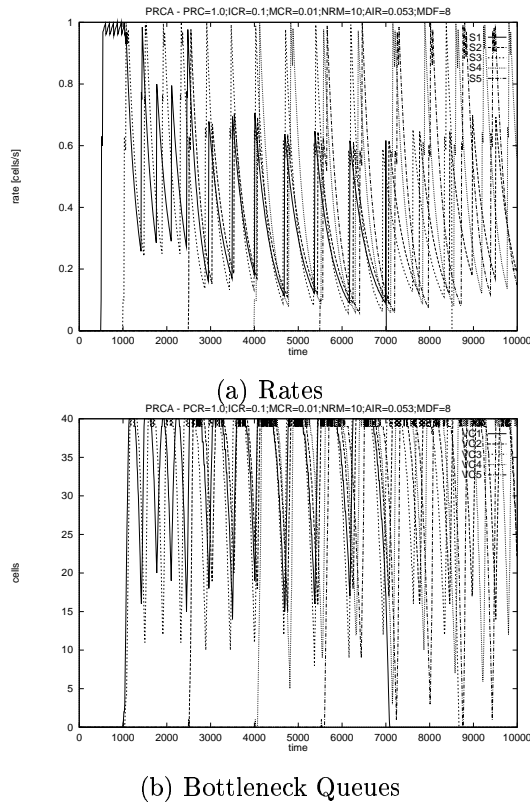 PRCA - PRC=1.0;ICR=0.1;MCR=0.01;NRM=10;AIR=0.053;MDF=8
1
0.8
0.6
0.4
0.2
0
rate [cells/s]
S1
S2
S3
S4
S5
0 1000 2000 3000 4000 5000 6000 7000 8000 9000 10000
time
(a) Rates
PRCA - PCR=1.0;ICR=0.1;MCR=0.01;NRM=10;AIR=0.053;MDF=8
40
35
30
25
20
15
10
5
0
cells
VC1
VC2
VC3
VC4
VC5
0 1000 2000 3000 4000 5000 6000 7000 8000 9000 10000
time
(b) Bottleneck Queues